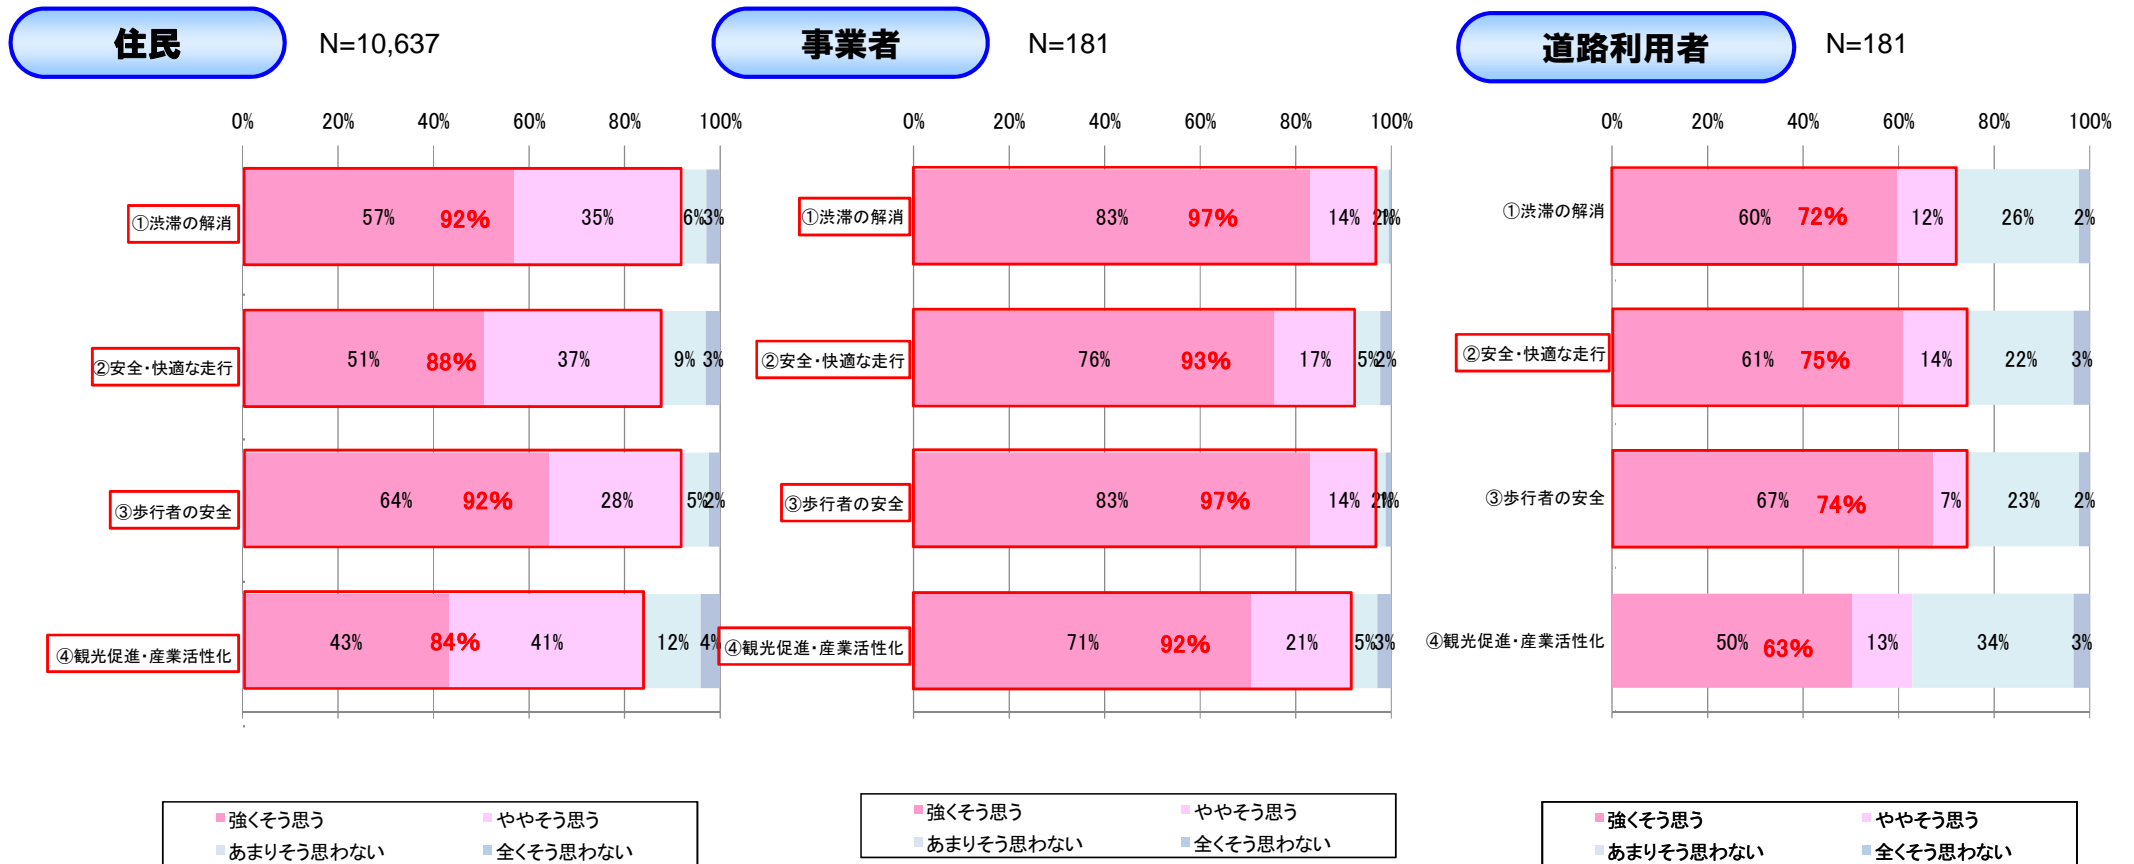 住民 N=10,637
0% 20% 40% 60% 80% 100%
①渋滞の解消 57% 92% 35% 6% 3%
②安全・快適な走行 51% 88% 37% 9% 3%
③歩行者の安全 64% 92% 28% 5% 2%
④観光促進・産業活性化 43% 84% 41% 12% 4%
強くそう思う ややそう思う
あまりそう思わない 全くそう思わない
事業者 N=181
0% 20% 40% 60% 80% 100%
①渋滞の解消 83% 97% 14% 2% 1%
②安全・快適な走行 76% 93% 17% 5% 2%
③歩行者の安全 83% 97% 14% 2% 1%
④観光促進・産業活性化 71% 92% 21% 5% 3%
強くそう思う ややそう思う
あまりそう思わない 全くそう思わない
道路利用者 N=181
0% 20% 40% 60% 80% 100%
①渋滞の解消 60% 72% 12% 26% 2%
②安全・快適な走行 61% 75% 14% 22% 3%
③歩行者の安全 67% 74% 7% 23% 2%
④観光促進・産業活性化 50% 63% 13% 34% 3%
強くそう思う ややそう思う
あまりそう思わない 全くそう思わない